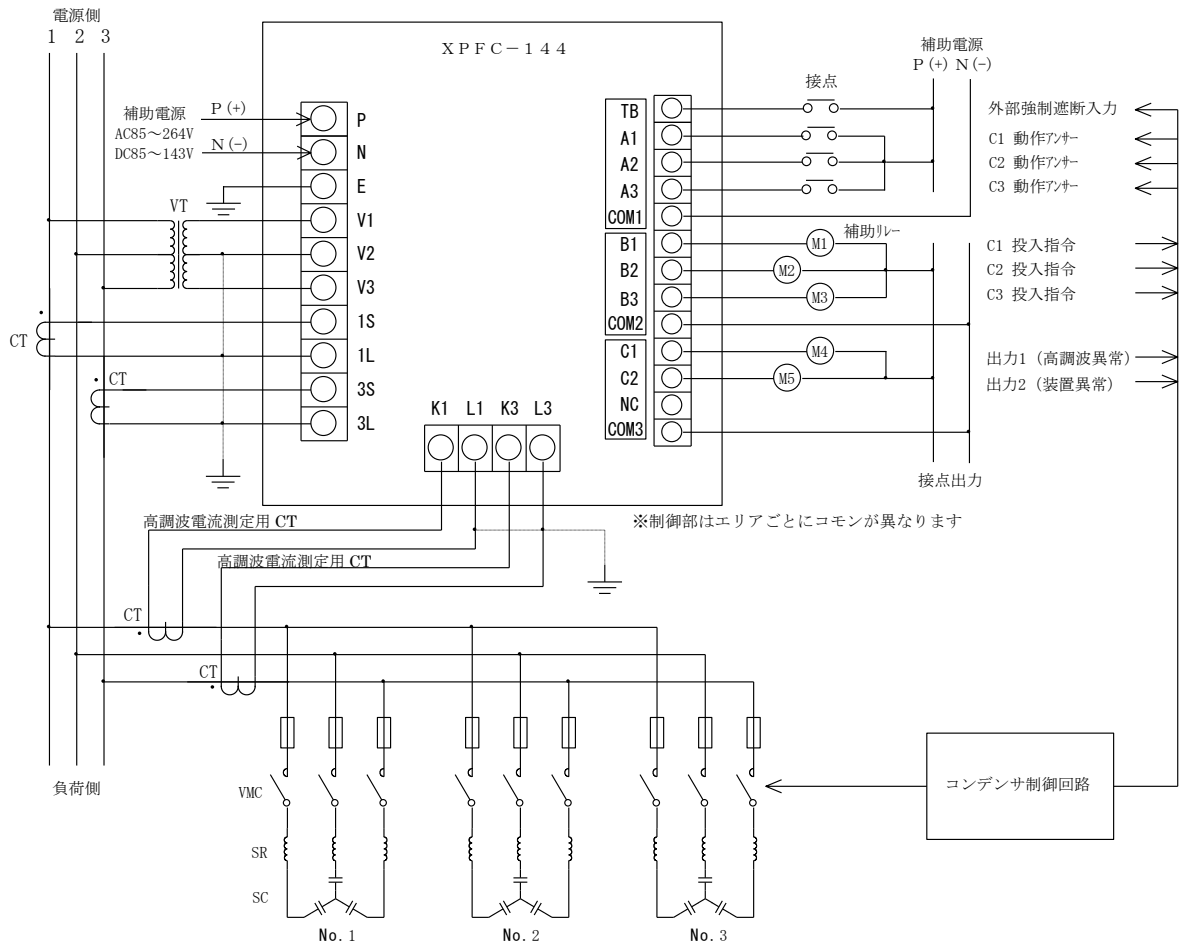 電源側
1 2 3
XPFC-144
補助電源
P(+) N(-)
接点
補助電源
AC85～264V
DC85～143V
P(+)
N(-)
P
N
E
V1
V2
V3
1S
1L
3S
3L
VT
CT
CT
TB
A1
A2
A3
COM1
B1
B2
B3
COM2
C1
C2
NC
COM3
補助リレー
M1
M2
M3
M4
M5
外部強制遮断入力
C1 動作アンサー
C2 動作アンサー
C3 動作アンサー
C1 投入指令
C2 投入指令
C3 投入指令
出力1（高調波異常）
出力2（装置異常）
接点出力
K1 L1 K3 L3
高調波電流測定用 CT
高調波電流測定用 CT
※制御部はエリアごとにコモンが異なります
CT
CT
負荷側
VMC
SR
SC
コンデンサ制御回路
No.1
No.2
No.3